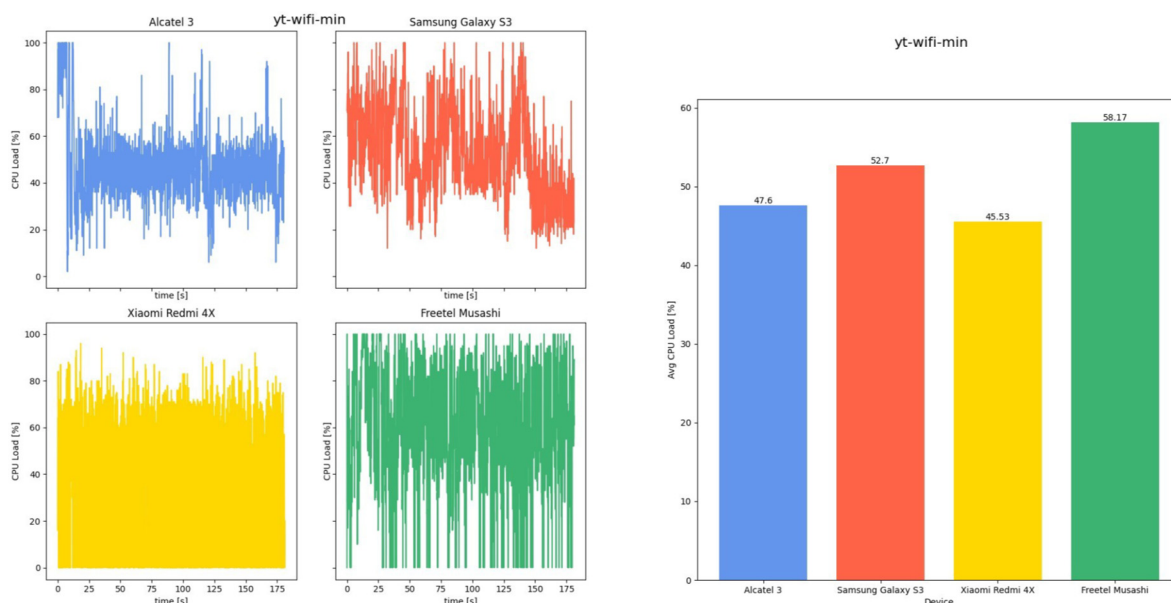 yt-wifi-min
Alcatel 3
Samsung Galaxy S3
100
80
60
40
20
0
CPU Load [%]
CPU Load [%]
time [s]
time [s]
Xiaomi Redmi 4X
Freetel Musashi
100
80
60
40
20
0
CPU Load [%]
CPU Load [%]
0 25 50 75 100 125 150 175
0 25 50 75 100 125 150 175
time [s]
time [s]
yt-wifi-min
60
50
40
30
20
10
0
Avg CPU Load [%]
47.6
52.7
45.53
58.17
Alcatel 3
Samsung Galaxy S3
Xiaomi Redmi 4X
Freetel Musashi
Device